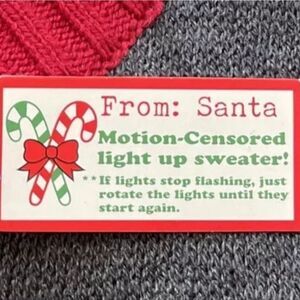 From: Santa
Motion-Censored
light up sweater!
**If lights stop flashing, just
rotate the lights until they
start again.